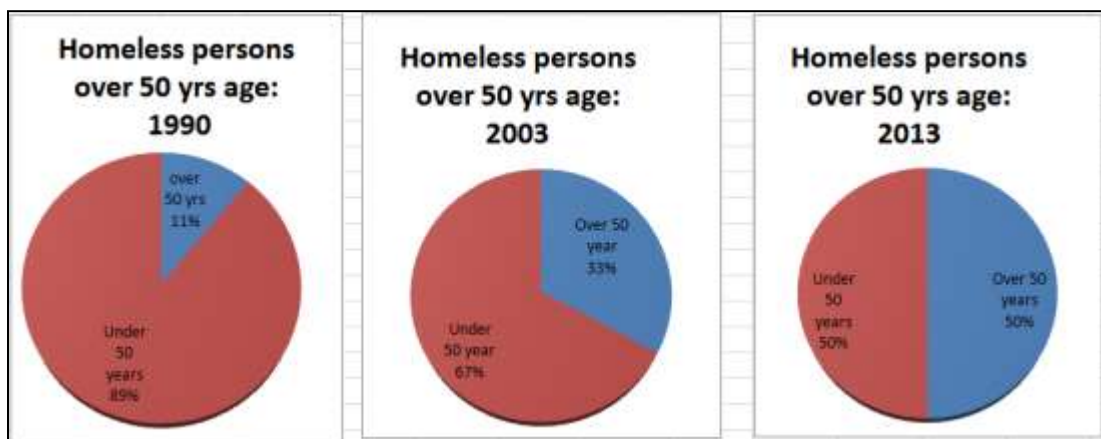 Homeless persons
over 50 yrs age:
1990
over
50 yrs
11%
Under
50
years
89%
Homeless persons
over 50 yrs age:
2003
Over 50
year
33%
Under
50 year
67%
Homeless persons
over 50 yrs age:
2013
Under
50
years
50%
Over 50
years
50%